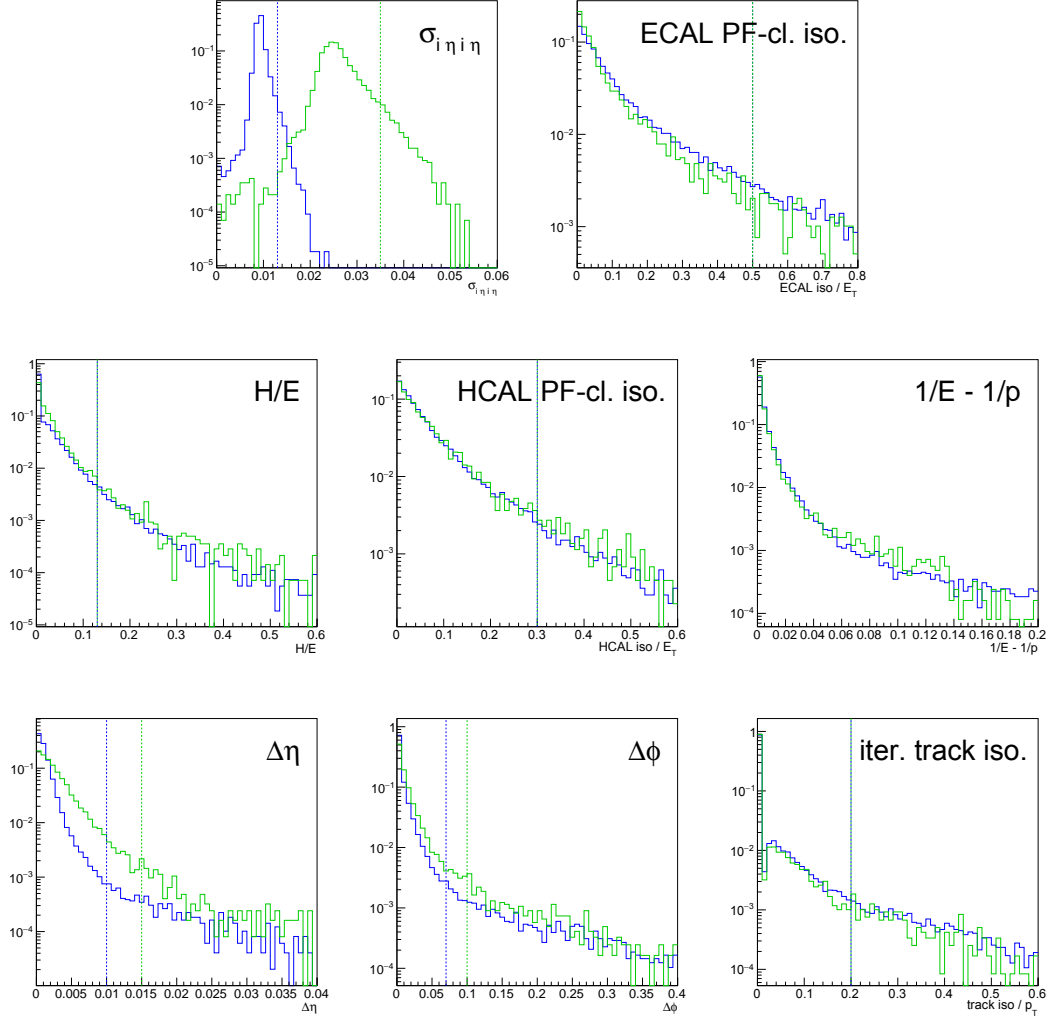 σ i η i η
10⁻¹
10⁻²
10⁻³
10⁻⁴
10⁻⁵
0 0.01 0.02 0.03 0.04 0.05 0.06
σ i η i η
ECAL PF-cl. iso.
10⁻¹
10⁻²
10⁻³
0 0.1 0.2 0.3 0.4 0.5 0.6 0.7 0.8
ECAL iso / E_T
H/E
1
10⁻¹
10⁻²
10⁻³
10⁻⁴
10⁻⁵
0 0.1 0.2 0.3 0.4 0.5 0.6
H/E
HCAL PF-cl. iso.
10⁻¹
10⁻²
10⁻³
0 0.1 0.2 0.3 0.4 0.5 0.6
HCAL iso / E_T
1/E - 1/p
1
10⁻¹
10⁻²
10⁻³
10⁻⁴
0.02 0.04 0.06 0.08 0.1 0.12 0.14 0.16 0.18 0.2
1/E - 1/p
Δη
10⁻¹
10⁻²
10⁻³
10⁻⁴
0 0.005 0.01 0.015 0.02 0.025 0.03 0.035 0.04
Δη
Δϕ
1
10⁻¹
10⁻²
10⁻³
10⁻⁴
0 0.05 0.1 0.15 0.2 0.25 0.3 0.35 0.4
Δϕ
iter. track iso.
1
10⁻¹
10⁻²
10⁻³
10⁻⁴
0 0.1 0.2 0.3 0.4 0.5 0.6
track iso / p_T